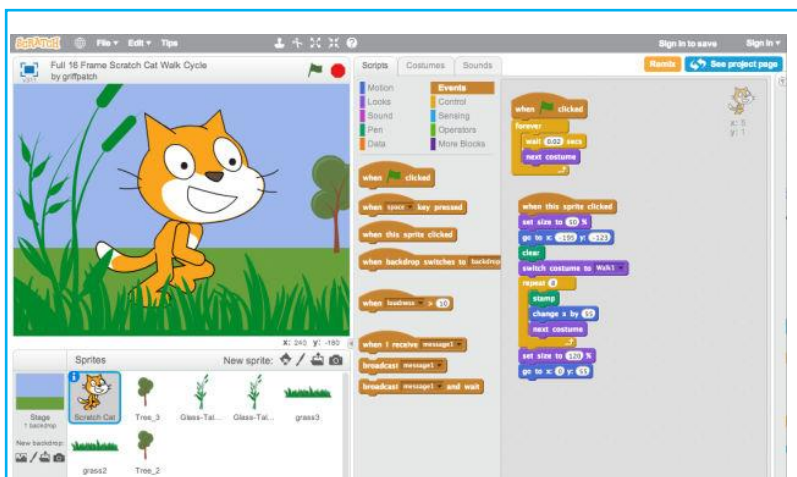 SCRATCH File Edit Tips Sign in to save Sign in
Full 16 Frame Scratch Cat Walk Cycle
by griffpatch
Scripts Costumes Sounds
Remix See project page
Motion Events
Looks Control
Sound Sensing
Pen Operators
Data More Blocks
when clicked
when space key pressed
when this sprite clicked
when backdrop switches to backdrop
when loudness > 10
when I receive message1
broadcast message1
broadcast message1 and wait
when clicked
forever
wait 0.02 secs
next costume
x: 5
y: 1
when this sprite clicked
set size to %
go to x: -195 y: -123
clear
switch costume to Walk1
repeat 8
stamp
change x by 55
next costume
set size to 120 %
go to x: 0 y:
x: 240 y: -180
Sprites New sprite:
Stage
1 backdrop
New backdrop:
Scratch Cat Tree_3 Glass-Tal... Glass-Tal... grass3
grass2 Tree_2